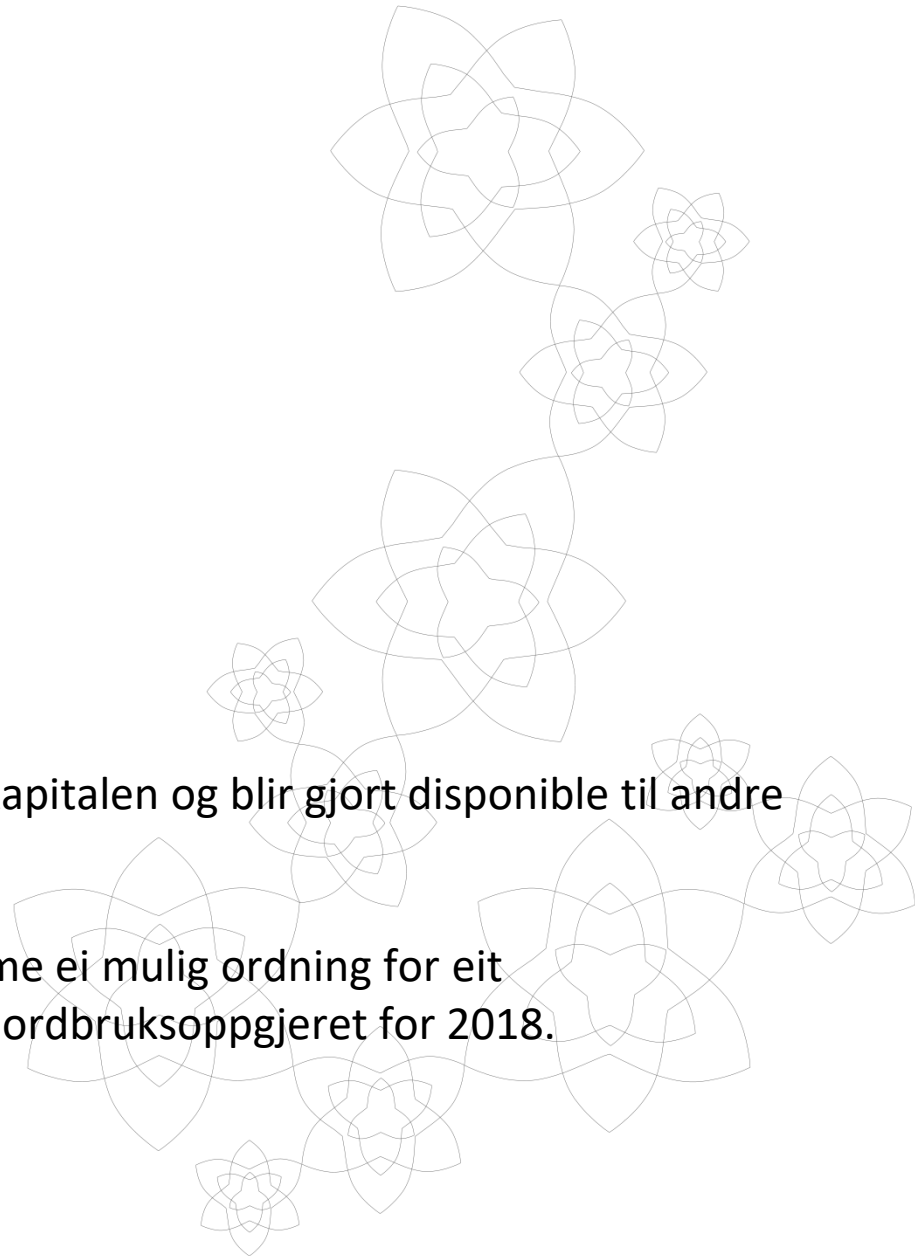 apitalen og blir gjort disponible til andre
me ei mulig ordning for eit
ordbruksoppgjeret for 2018.